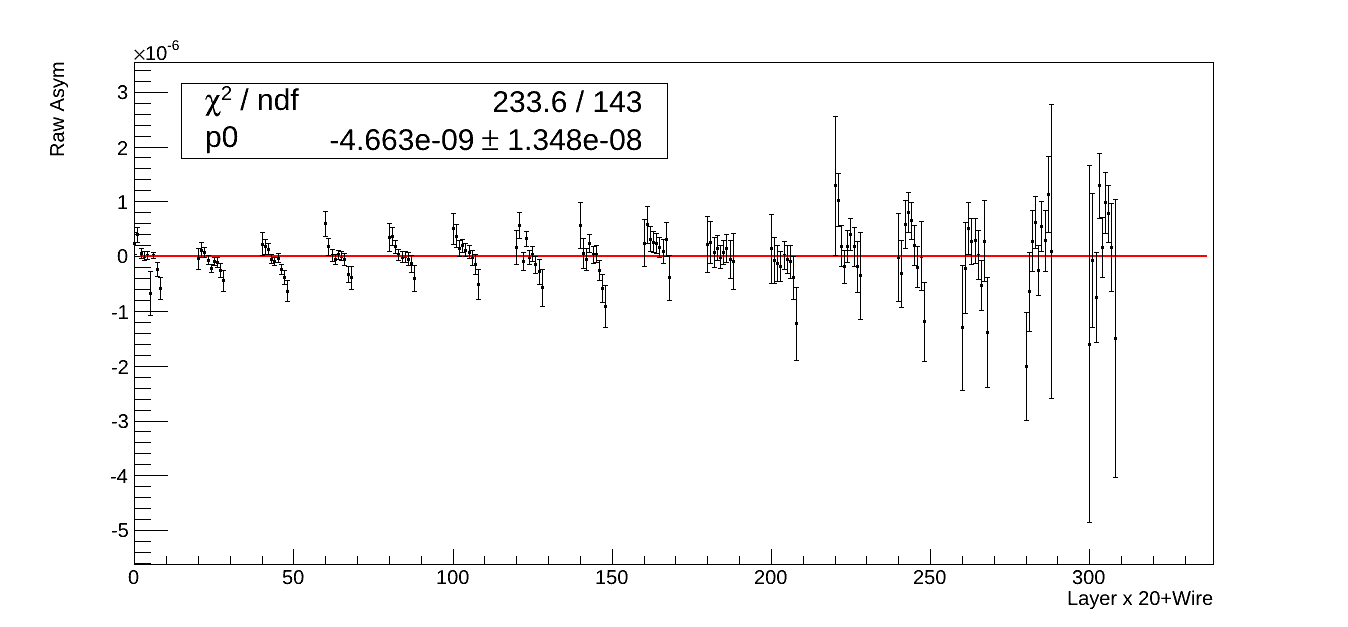 ×10⁻⁶
Raw Asym
χ² / ndf 233.6 / 143
p0 -4.663e-09 ± 1.348e-08
3
2
1
0
-1
-2
-3
-4
-5
0 50 100 150 200 250 300
Layer x 20+Wire